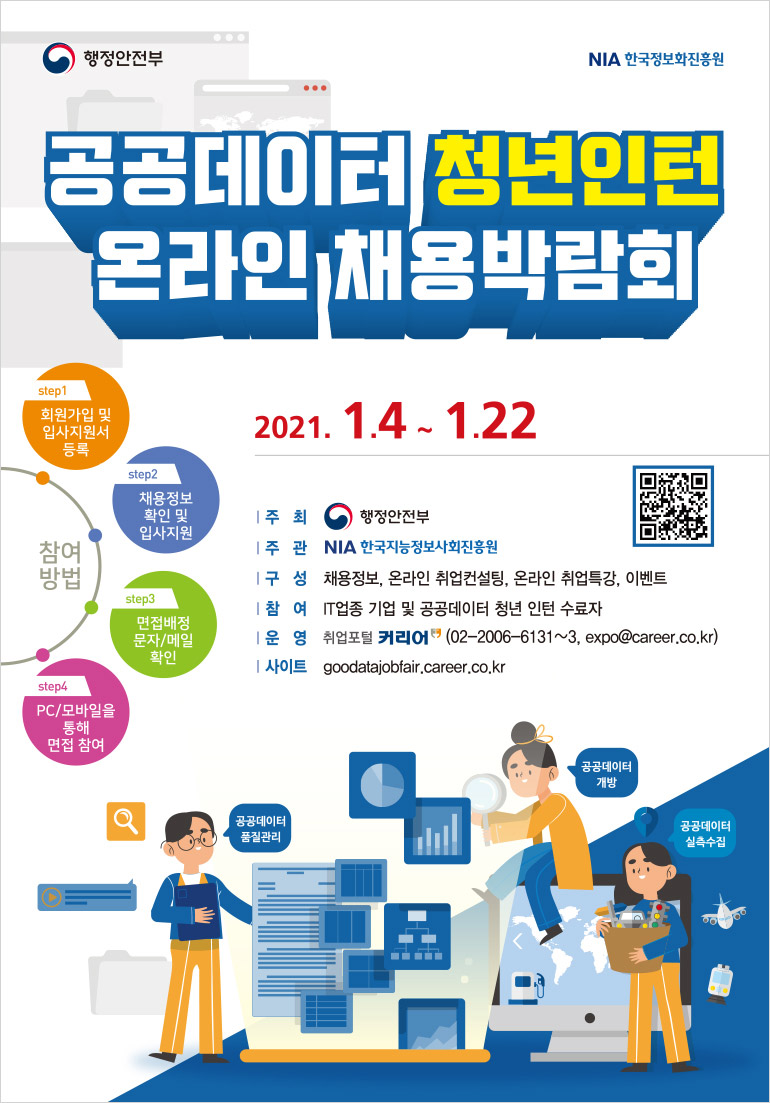 행정안전부
NIA 한국정보화진흥원
공공데이터 청년인턴
온라인 채용박람회
2021. 1.4 ~ 1.22
참여
방법
step1
회원가입 및
입사지원서
등록
step2
채용정보
확인 및
입사지원
step3
면접배정
문자/메일
확인
step4
PC/모바일을
통해
면접 참여
주 최 행정안전부
주 관 NIA 한국지능정보사회진흥원
구 성 채용정보, 온라인 취업컨설팅, 온라인 취업특강, 이벤트
참 여 IT업종 기업 및 공공데이터 청년 인턴 수료자
운 영 취업포털 커리어 (02-2006-6131~3, expo@career.co.kr)
사이트 goodatajobfair.career.co.kr
공공데이터
개방
공공데이터
품질관리
공공데이터
실측수집